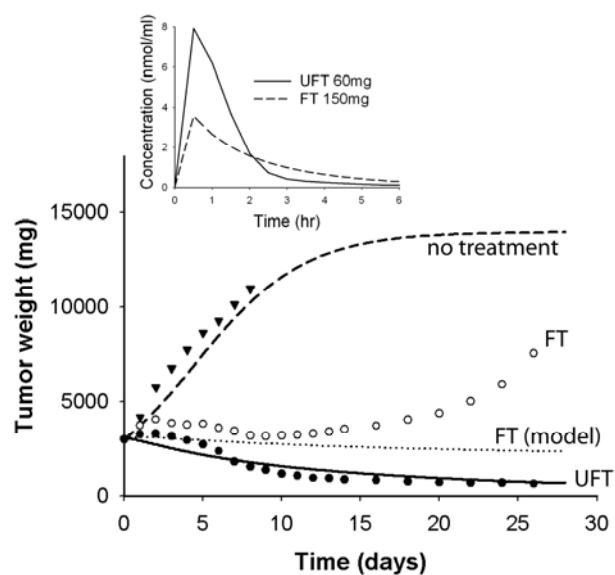 8
6
4
2
0
Concentration (nmol/ml)
UFT 60mg
FT 150mg
0 1 2 3 4 5 6
Time (hr)
15000
10000
5000
0
Tumor weight (mg)
no treatment
FT
FT (model)
UFT
0 5 10 15 20 25 30
Time (days)